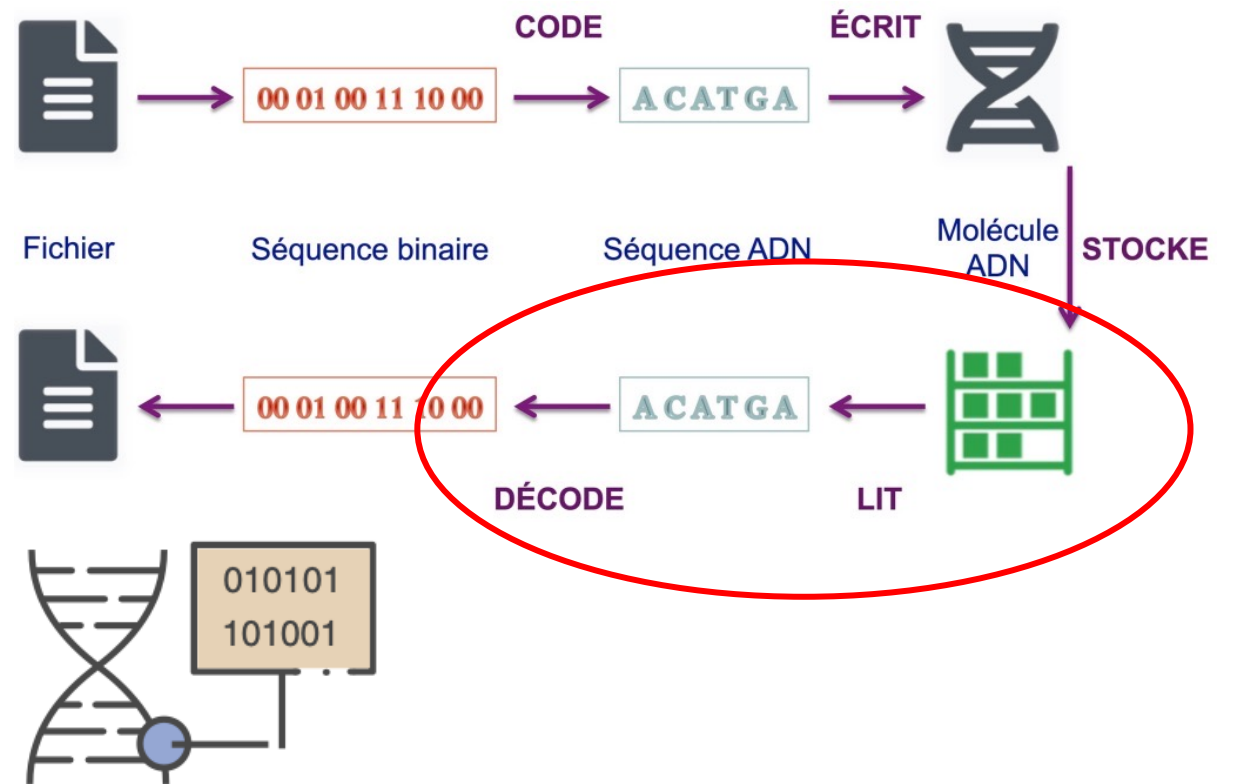 CODE
ÉCRIT
00 01 00 11 10 00
ACATGA
Fichier
Séquence binaire
Séquence ADN
Molécule
ADN
STOCKE
00 01 00 11 10 00
ACATGA
DÉCODE
LIT
010101
101001